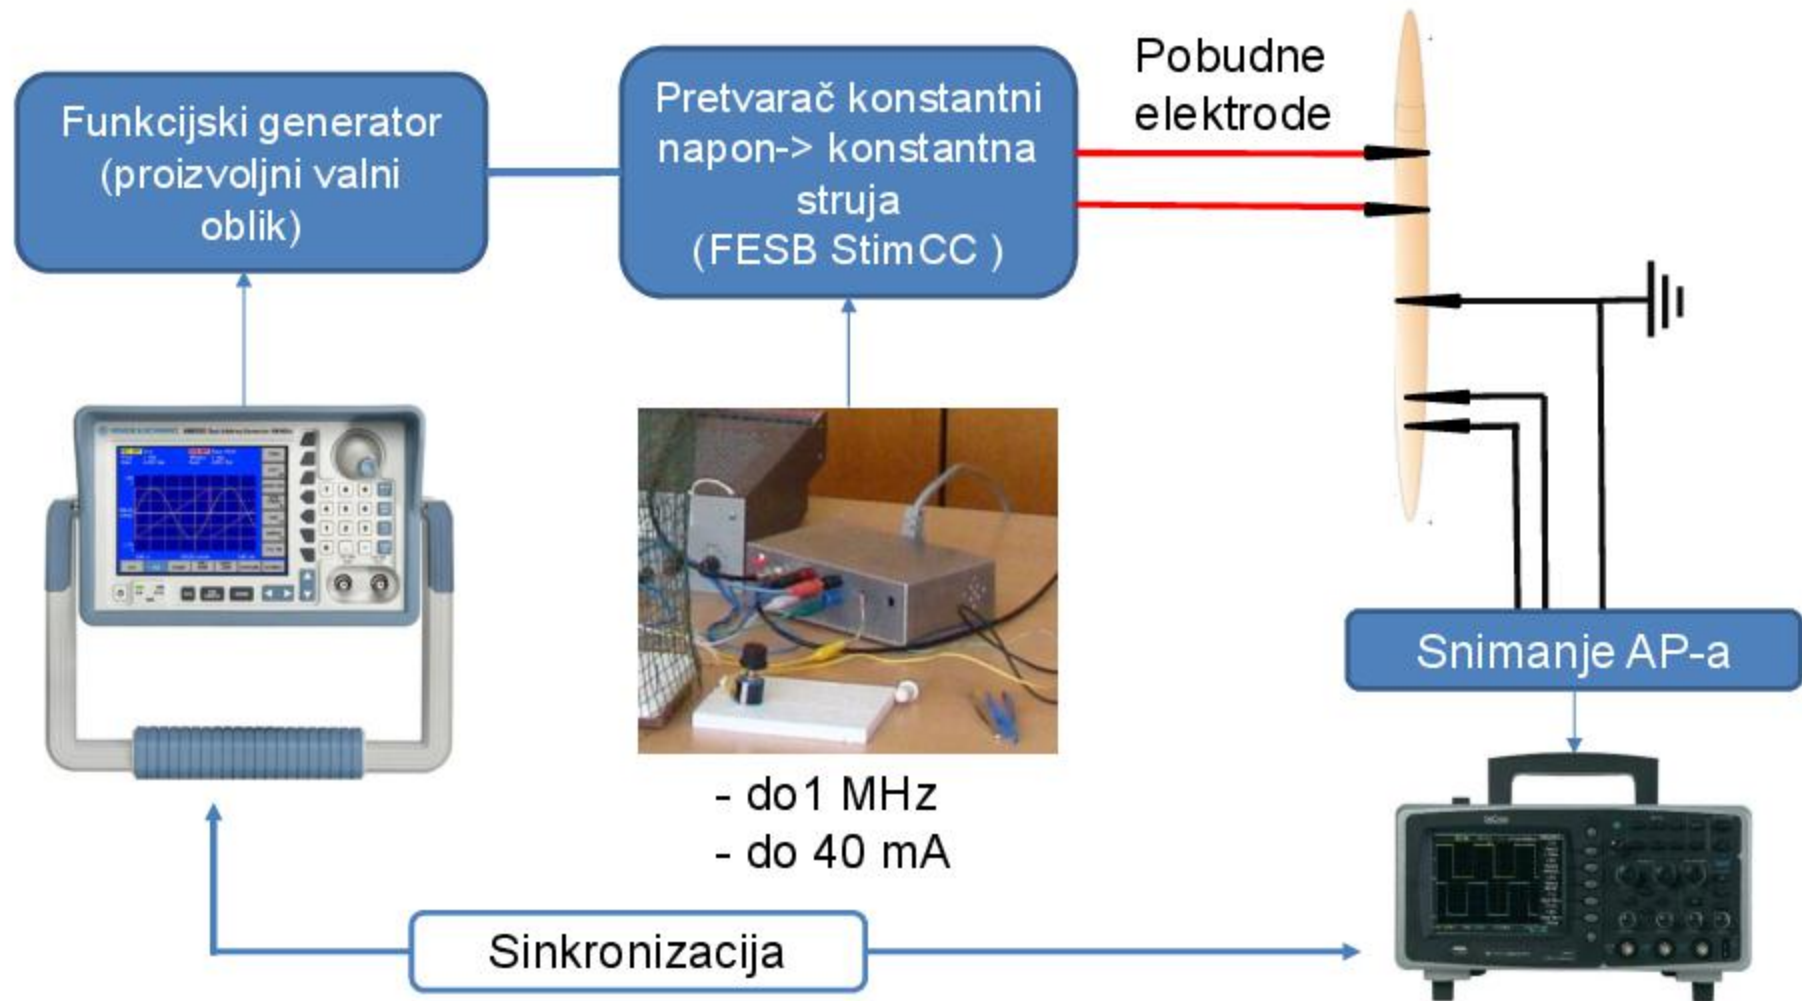 Funkcijski generator
(proizvoljni valni
oblik)
Pretvarač konstantni
napon-> konstantna
struja
(FESB StimCC )
Pobudne
elektrode
- do1 MHz
- do 40 mA
Snimanje AP-a
Sinkronizacija